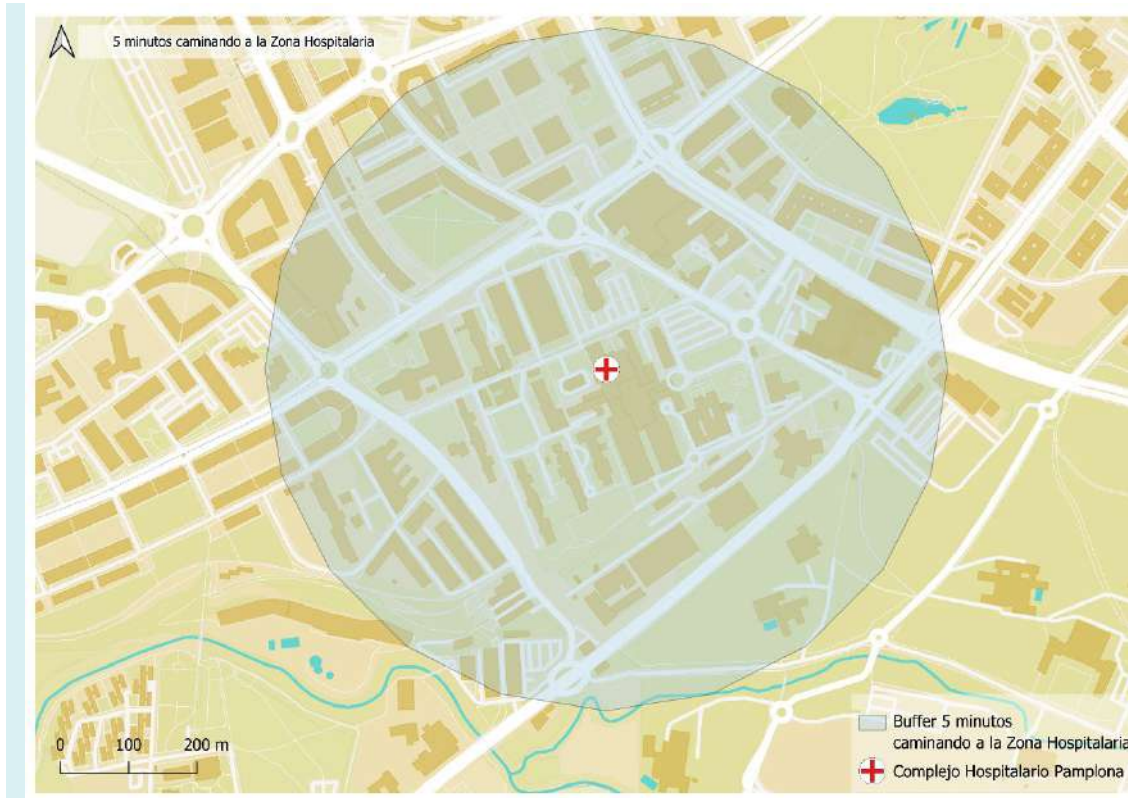 5 minutos caminando a la Zona Hospitalaria
Buffer 5 minutos
caminando a la Zona Hospitalaria
Complejo Hospitalario Pamplona
0 100 200 m